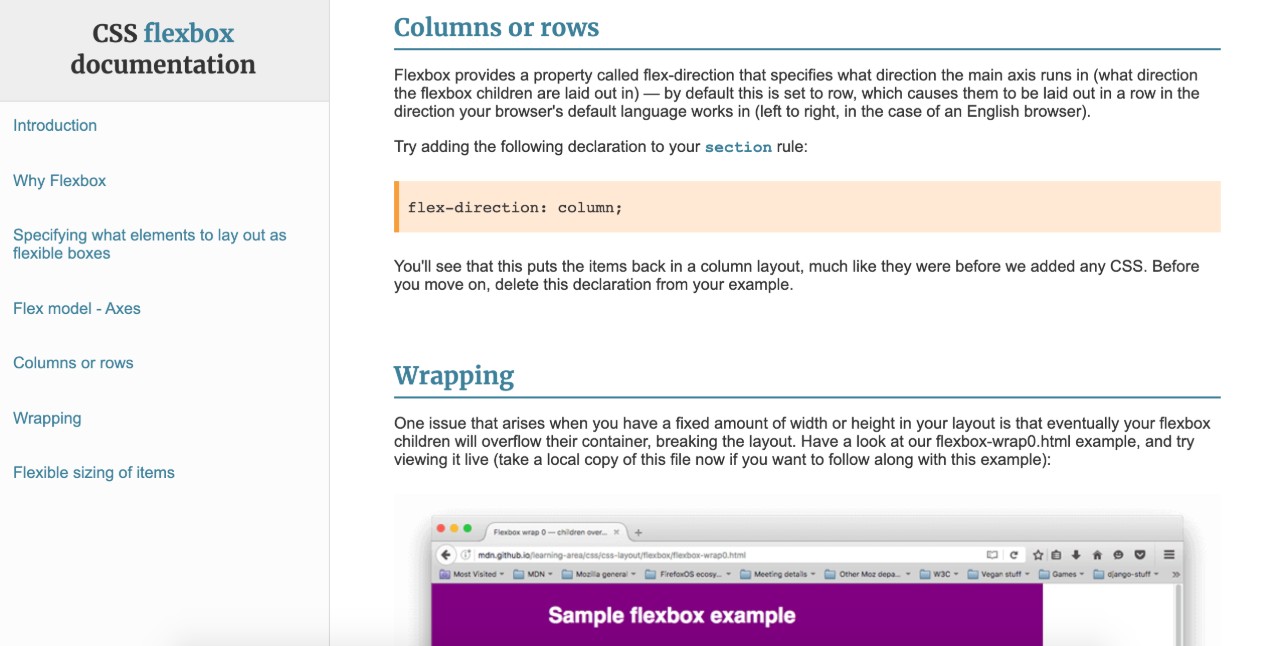 CSS flexbox
documentation
Introduction
Why Flexbox
Specifying what elements to lay out as
flexible boxes
Flex model - Axes
Columns or rows
Wrapping
Flexible sizing of items
Columns or rows
Flexbox provides a property called flex-direction that specifies what direction the main axis runs in (what direction
the flexbox children are laid out in) — by default this is set to row, which causes them to be laid out in a row in the
direction your browser's default language works in (left to right, in the case of an English browser).
Try adding the following declaration to your section rule:
flex-direction: column;
You'll see that this puts the items back in a column layout, much like they were before we added any CSS. Before
you move on, delete this declaration from your example.
Wrapping
One issue that arises when you have a fixed amount of width or height in your layout is that eventually your flexbox
children will overflow their container, breaking the layout. Have a look at our flexbox-wrap0.html example, and try
viewing it live (take a local copy of this file now if you want to follow along with this example):
Flexbox wrap 0 — children over...
mdn.github.io/learning-area/css/css-layout/flexbox/flexbox-wrap0.html
Most Visited MDN Mozilla general FirefoxOS ecosy... Meeting details Other Moz depa... W3C Vegan stuff Games django-stuff
Sample flexbox example